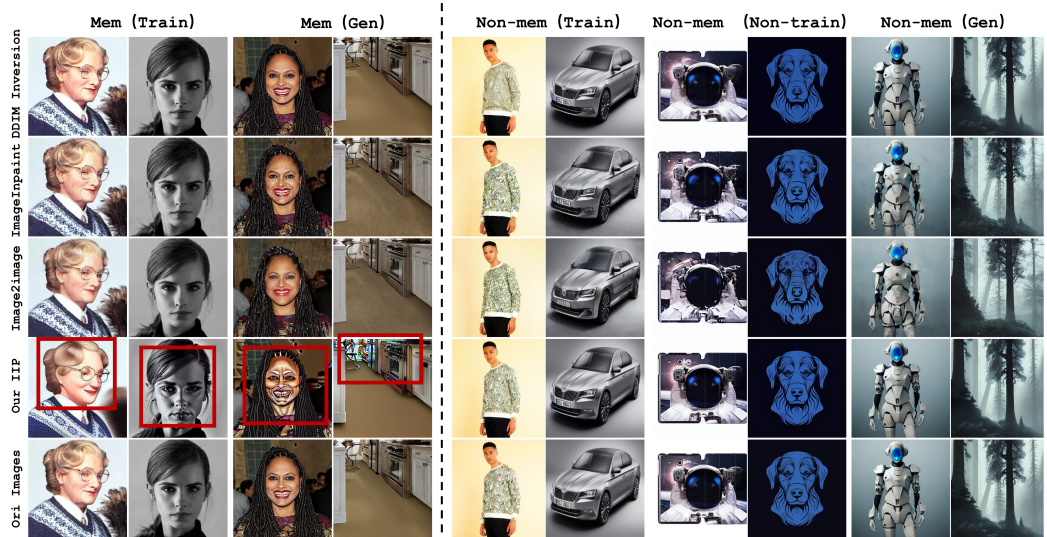 Mem (Train)
Mem (Gen)
Non-mem (Train)
Non-mem (Non-train)
Non-mem (Gen)
DDIM Inversion
ImageInpaint
Image2image
Our IIP
Ori Images